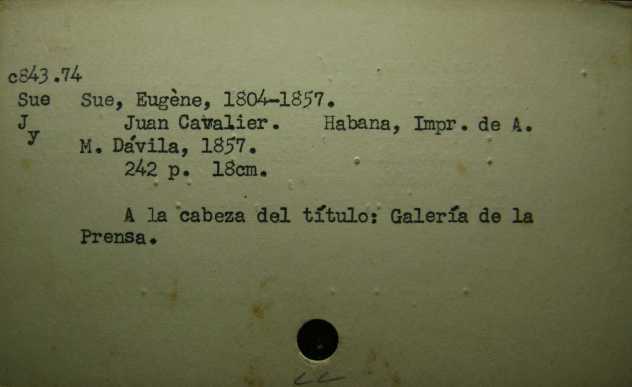 c843.74
Sue Sue, Eugène, 1804-1857.
J Juan Cavalier. Habana, Impr. de A.
y M. Dávila, 1857.
242 p. 18cm.
A la cabeza del título: Galería de la
Prensa.